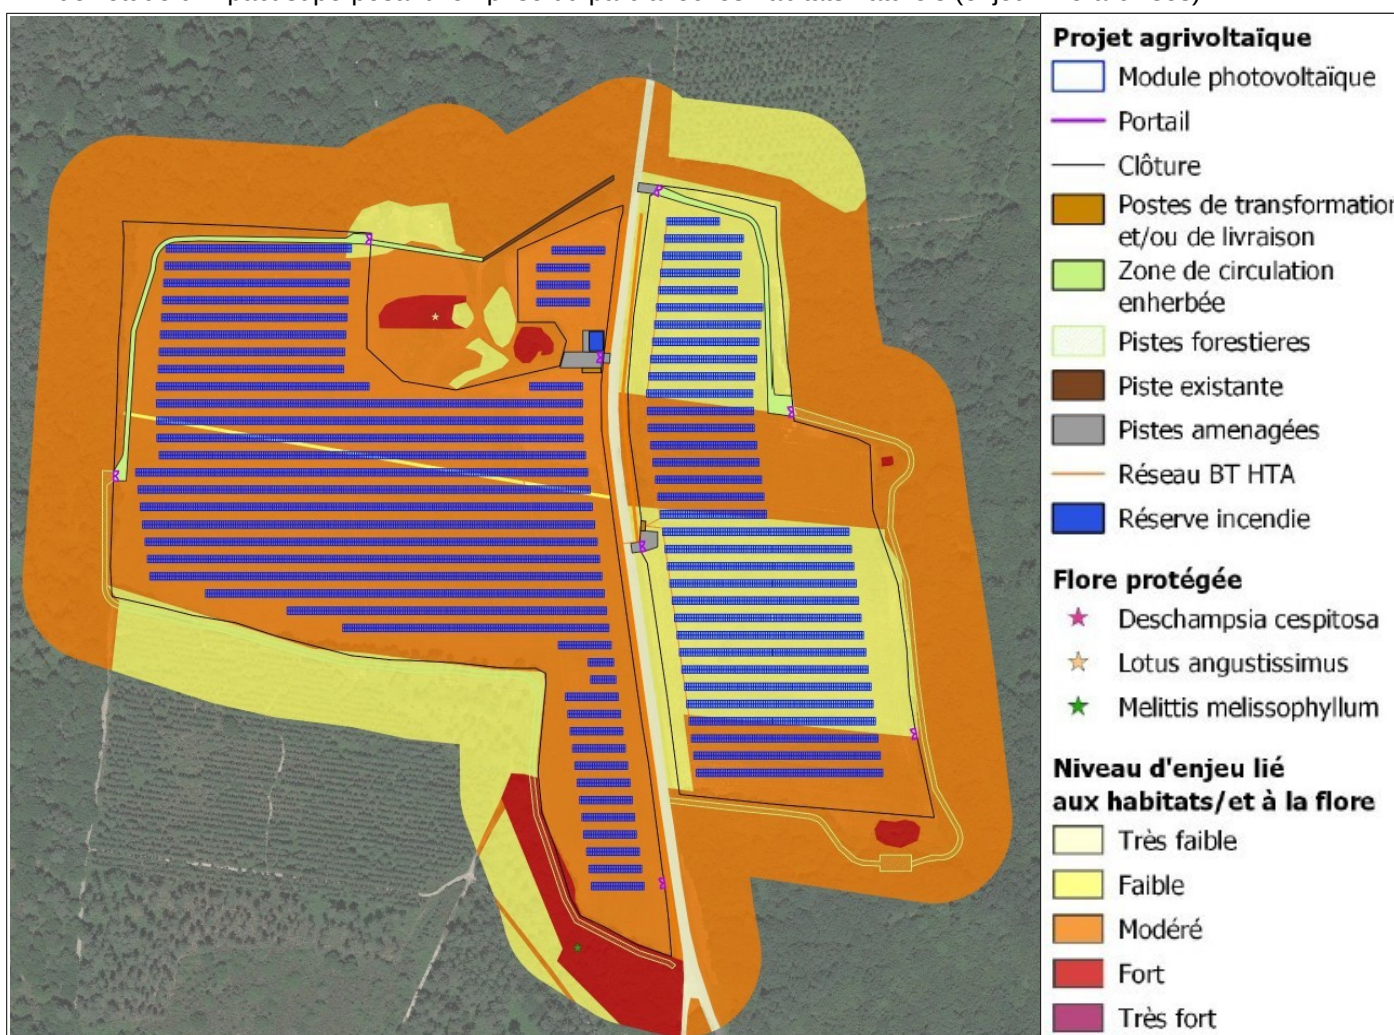 Projet agrivoltaïque
Module photovoltaïque
Portail
Clôture
Postes de transformation
et/ou de livraison
Zone de circulation
enherbée
Pistes forestieres
Piste existante
Pistes amenagées
Réseau BT HTA
Réserve incendie
Flore protégée
Deschampsia cespitosa
Lotus angustissimus
Melittis melissophyllum
Niveau d'enjeu lié
aux habitats/et à la flore
Très faible
Faible
Modéré
Fort
Très fort